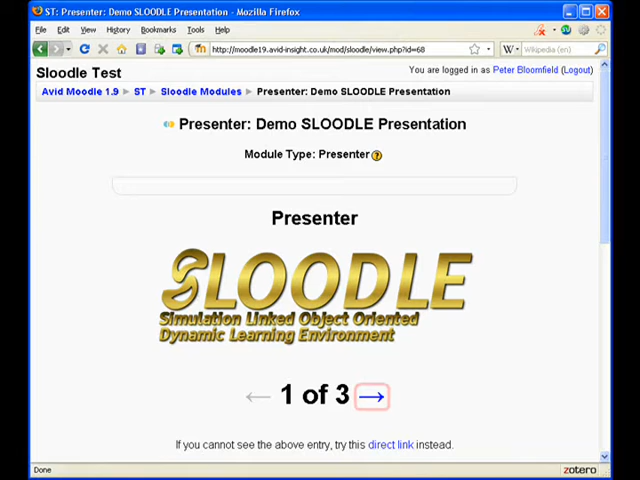 ST: Presenter: Demo SLOODLE Presentation - Mozilla Firefox
File Edit View History Bookmarks Tools Help
http://moodle19.avid-insight.co.uk/mod/sloodle/view.php?id=68
W Wikipedia (en)
Sloodle Test
You are logged in as Peter Bloomfield (Logout)
Avid Moodle 1.9 ► ST ► Sloodle Modules ► Presenter: Demo SLOODLE Presentation
Presenter: Demo SLOODLE Presentation
Module Type: Presenter ?
Presenter
SLOODLE
Simulation Linked Object Oriented
Dynamic Learning Environment
← 1 of 3 →
If you cannot see the above entry, try this direct link instead.
Done
zotero